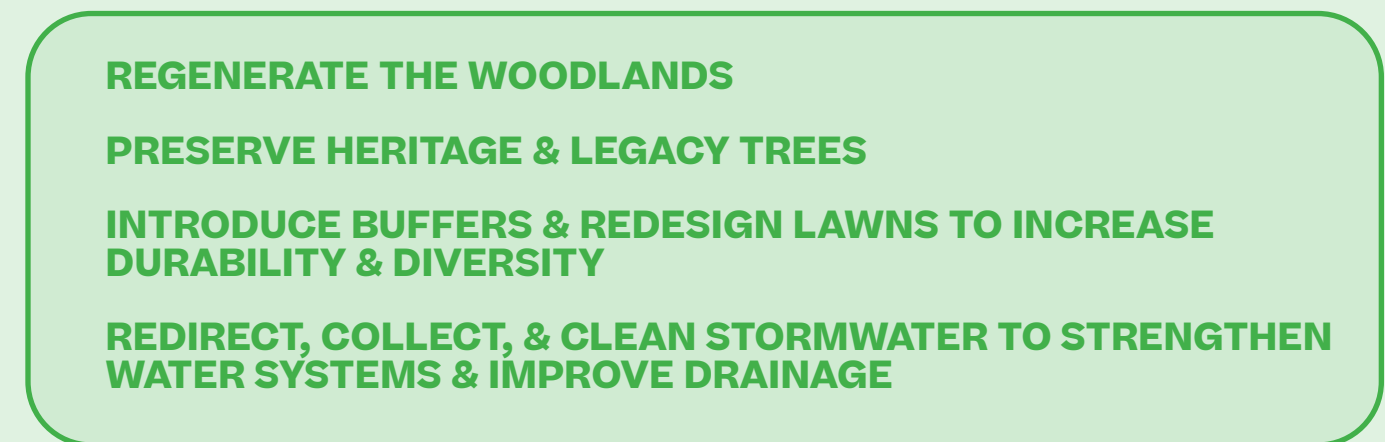 REGENERATE THE WOODLANDS
PRESERVE HERITAGE & LEGACY TREES
INTRODUCE BUFFERS & REDESIGN LAWNS TO INCREASE
DURABILITY & DIVERSITY
REDIRECT, COLLECT, & CLEAN STORMWATER TO STRENGTHEN
WATER SYSTEMS & IMPROVE DRAINAGE